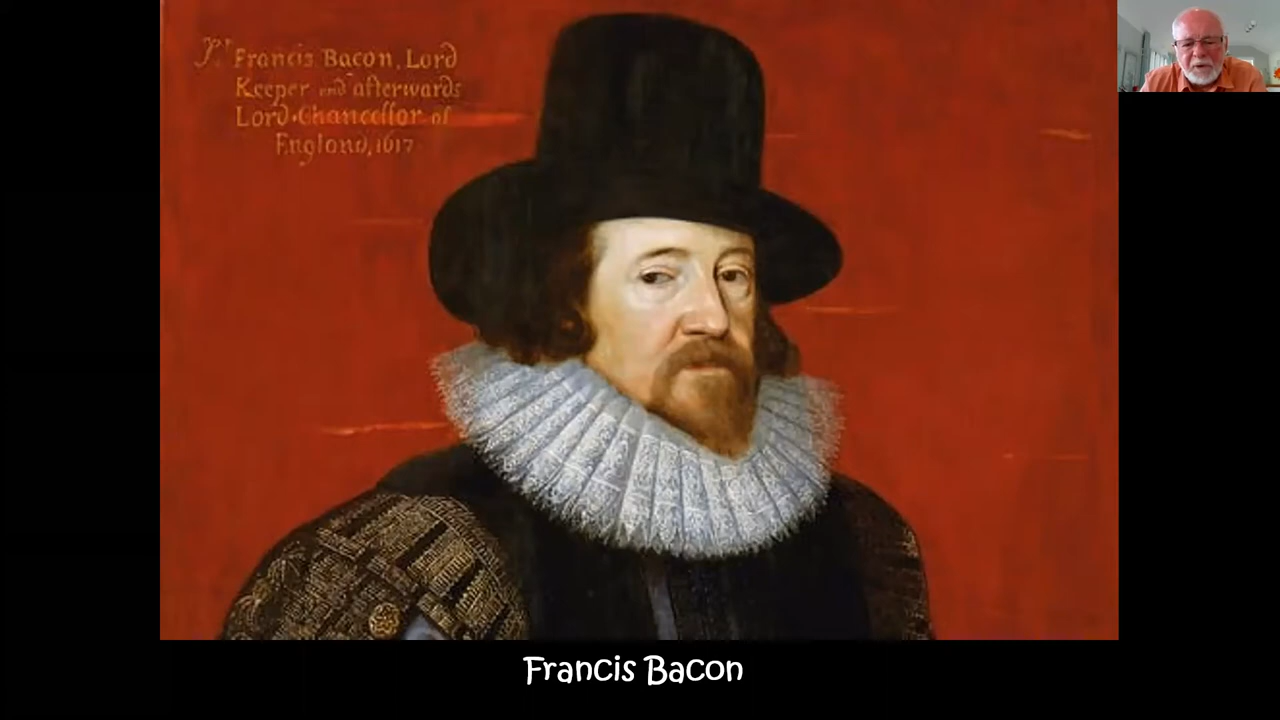 Sr Francis Bacon, Lord
Keeper and afterwards
Lord Chancellor of
England, 1617
Francis Bacon